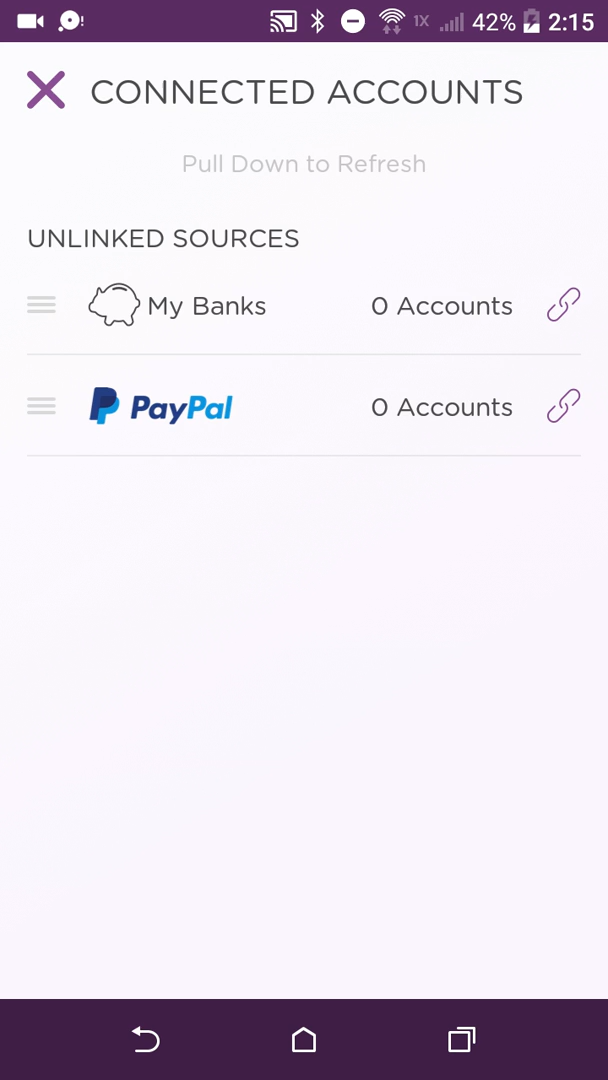 1X 42% 2:15
CONNECTED ACCOUNTS
Pull Down to Refresh
UNLINKED SOURCES
My Banks 0 Accounts
PayPal 0 Accounts